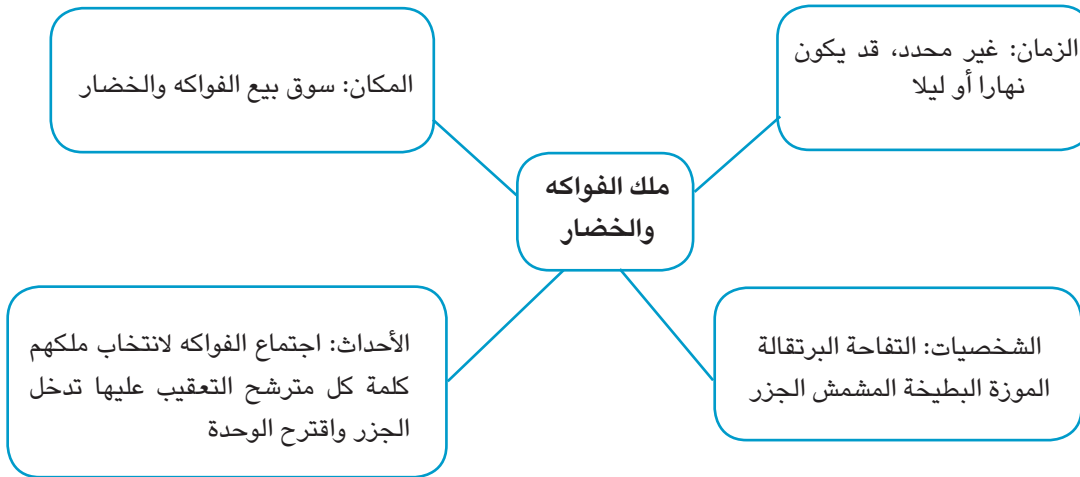 الزمان: غير محدد، قد يكون
نهارا أو ليلا
المكان: سوق بيع الفواكه والخضار
ملك الفواكه
والخضار
الشخصيات: التفاحة البرتقالة
الموزة البطيخة المشمش الجزر
الأحداث: اجتماع الفواكه لانتخاب ملكهم
كلمة كل مترشح التعقيب عليها تدخل
الجزر واقترح الوحدة